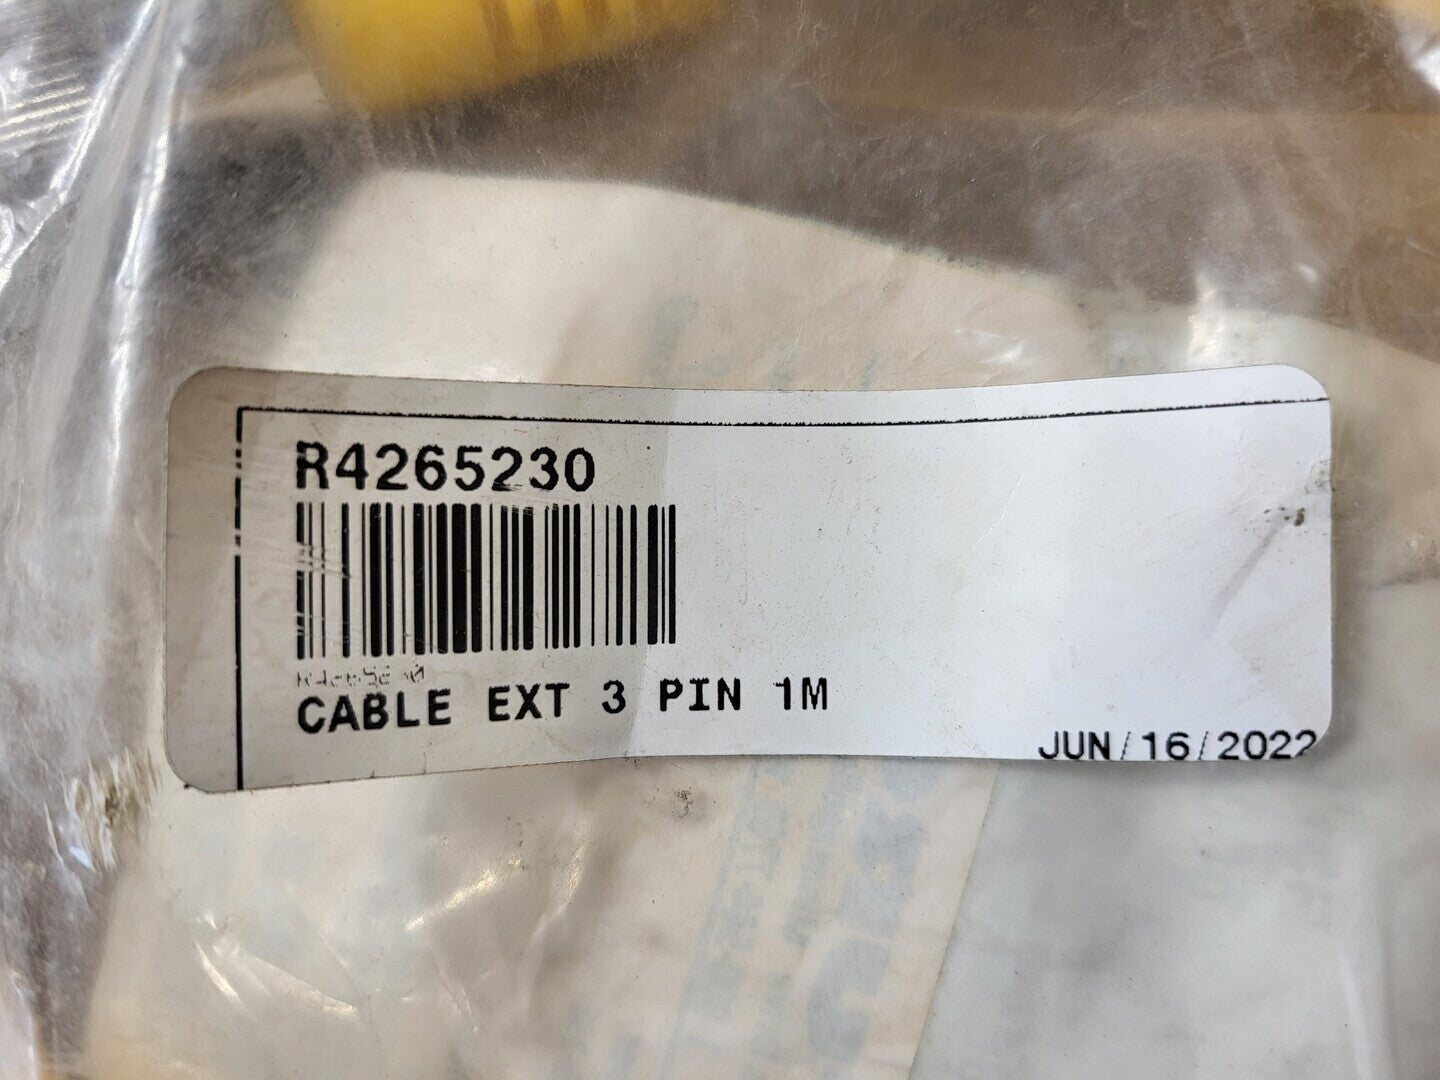 R4265230
CABLE EXT 3 PIN 1M
JUN/16/2022